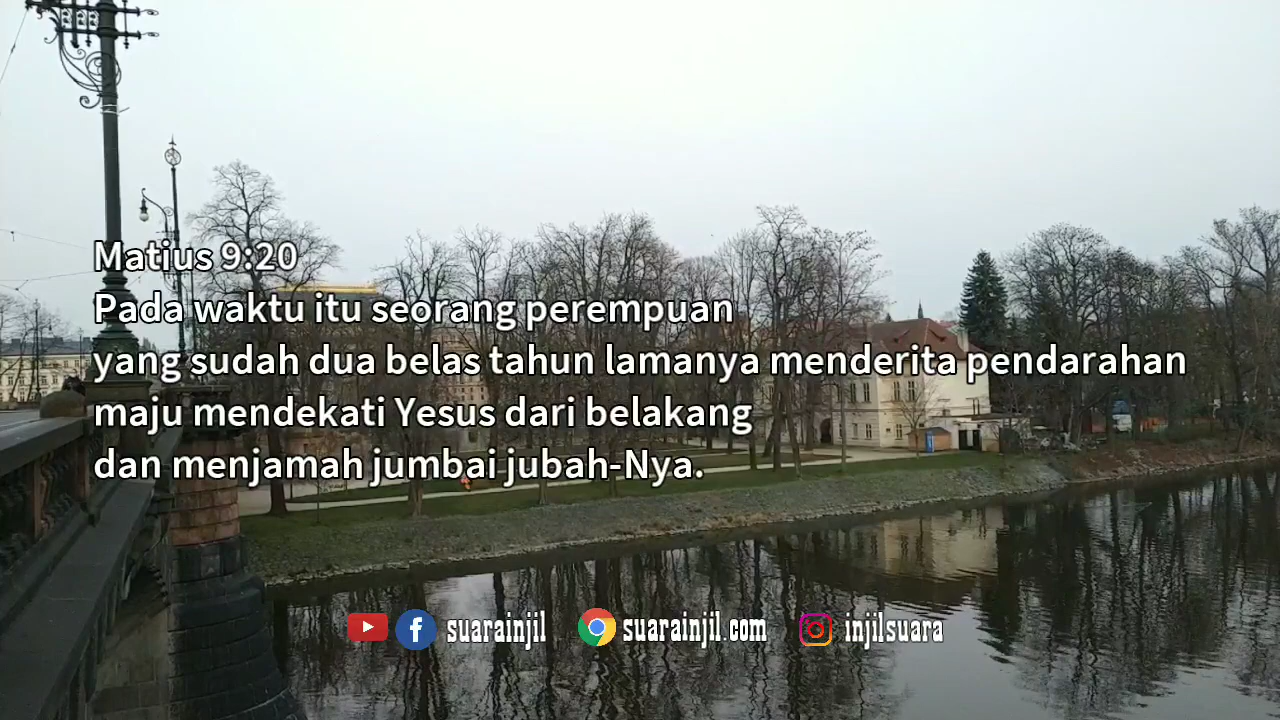 Matius 9:20
Pada waktu itu seorang perempuan
yang sudah dua belas tahun lamanya menderita pendarahan
maju mendekati Yesus dari belakang
dan menjamah jumbai jubah-Nya.
suarainjil suarainjil.com injilsuara